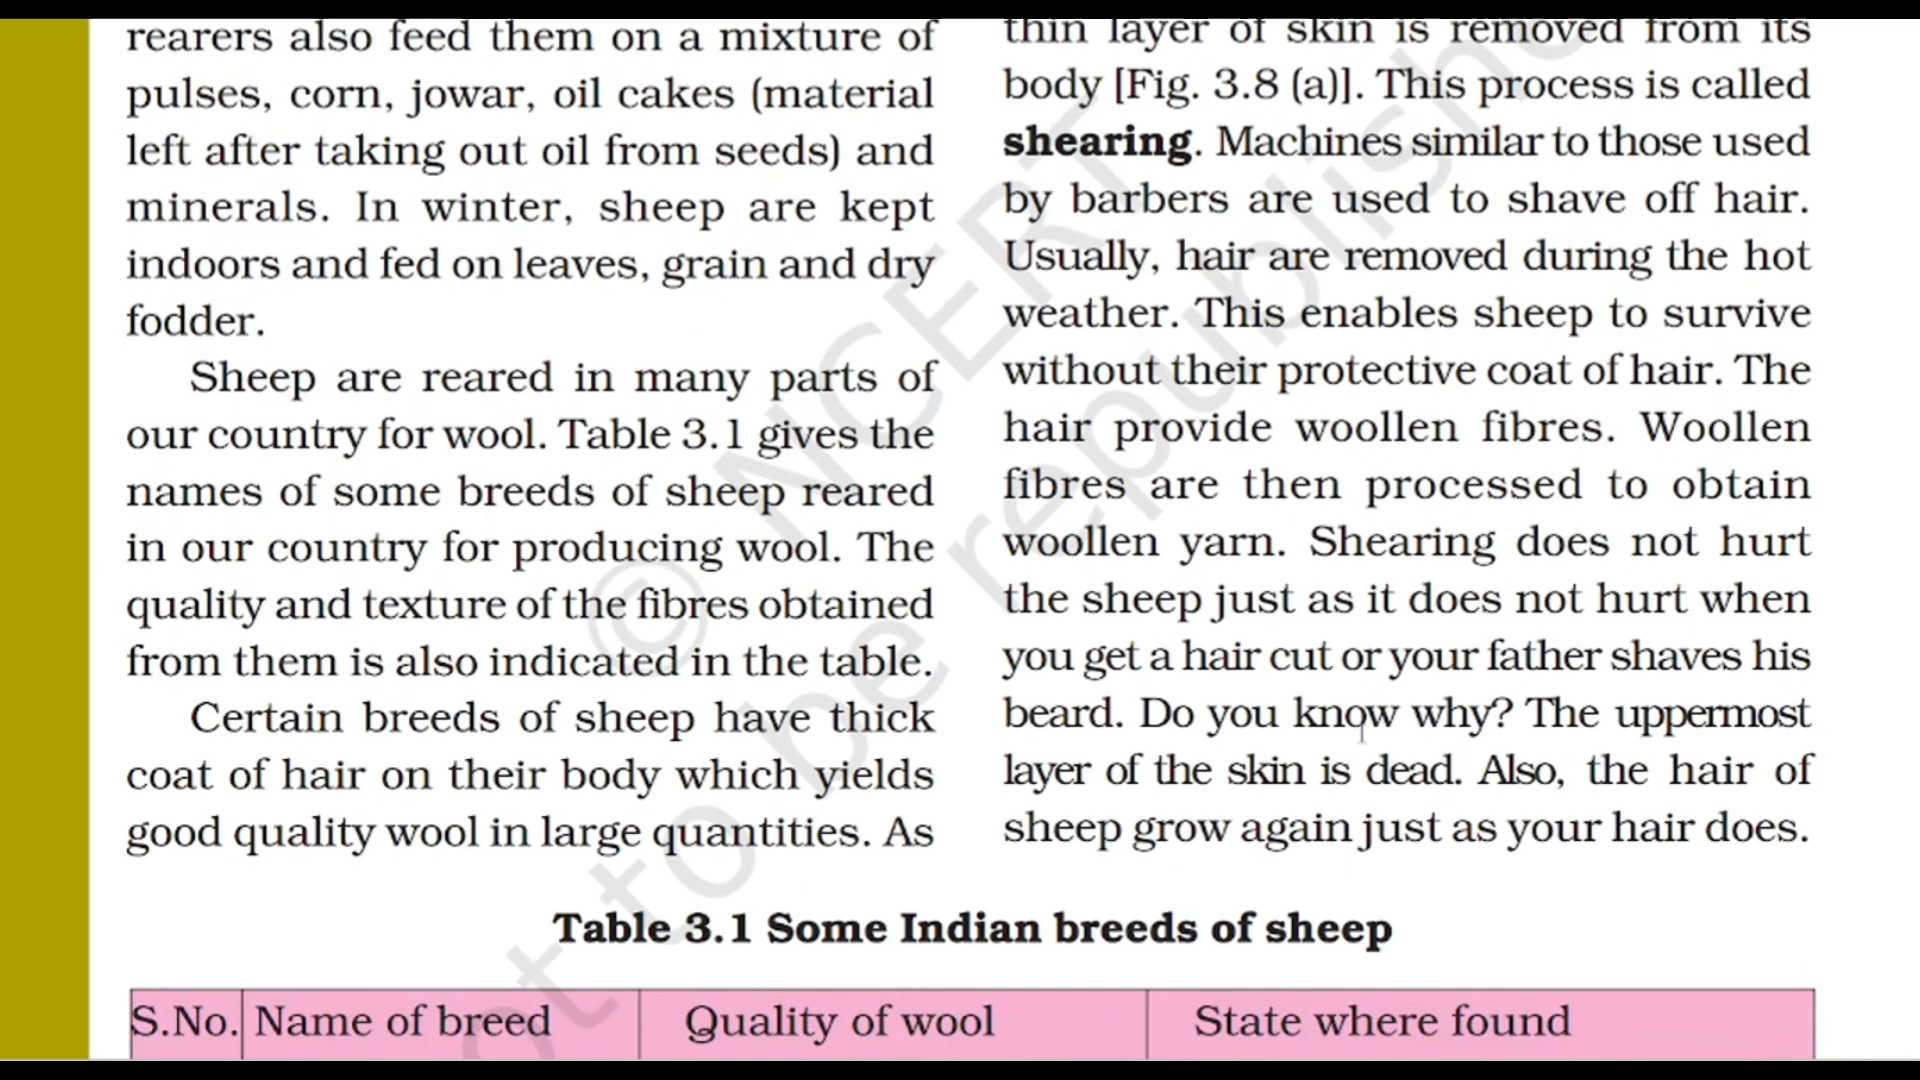 rearers also feed them on a mixture of
pulses, corn, jowar, oil cakes (material
left after taking out oil from seeds) and
minerals. In winter, sheep are kept
indoors and fed on leaves, grain and dry
fodder.
Sheep are reared in many parts of
our country for wool. Table 3.1 gives the
names of some breeds of sheep reared
in our country for producing wool. The
quality and texture of the fibres obtained
from them is also indicated in the table.
Certain breeds of sheep have thick
coat of hair on their body which yields
good quality wool in large quantities. As
thin layer of skin is removed from its
body [Fig. 3.8 (a)]. This process is called
shearing. Machines similar to those used
by barbers are used to shave off hair.
Usually, hair are removed during the hot
weather. This enables sheep to survive
without their protective coat of hair. The
hair provide woollen fibres. Woollen
fibres are then processed to obtain
woollen yarn. Shearing does not hurt
the sheep just as it does not hurt when
you get a hair cut or your father shaves his
beard. Do you know why? The uppermost
layer of the skin is dead. Also, the hair of
sheep grow again just as your hair does.
Table 3.1 Some Indian breeds of sheep
S.No. Name of breed Quality of wool State where found
© NCERT
not to be republished